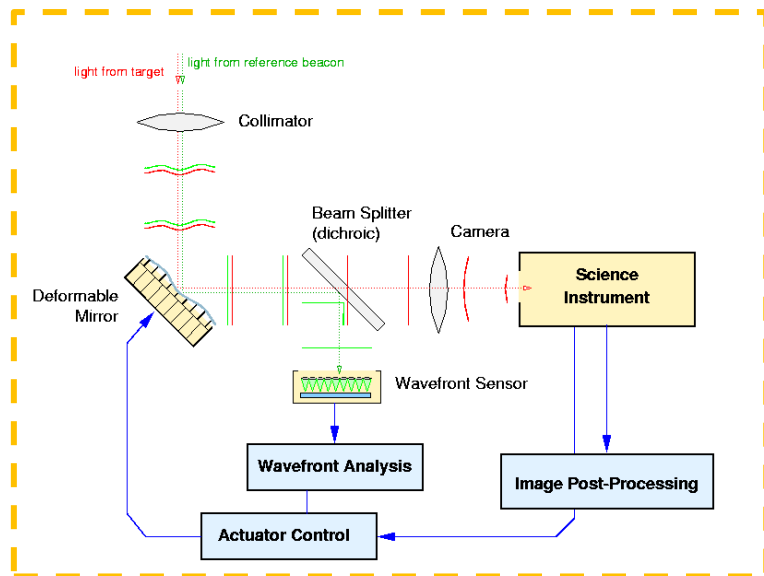 light from reference beacon
light from target
Collimator
Beam Splitter
(dichroic)
Camera
Science
Instrument
Deformable
Mirror
Wavefront Sensor
Wavefront Analysis
Image Post-Processing
Actuator Control